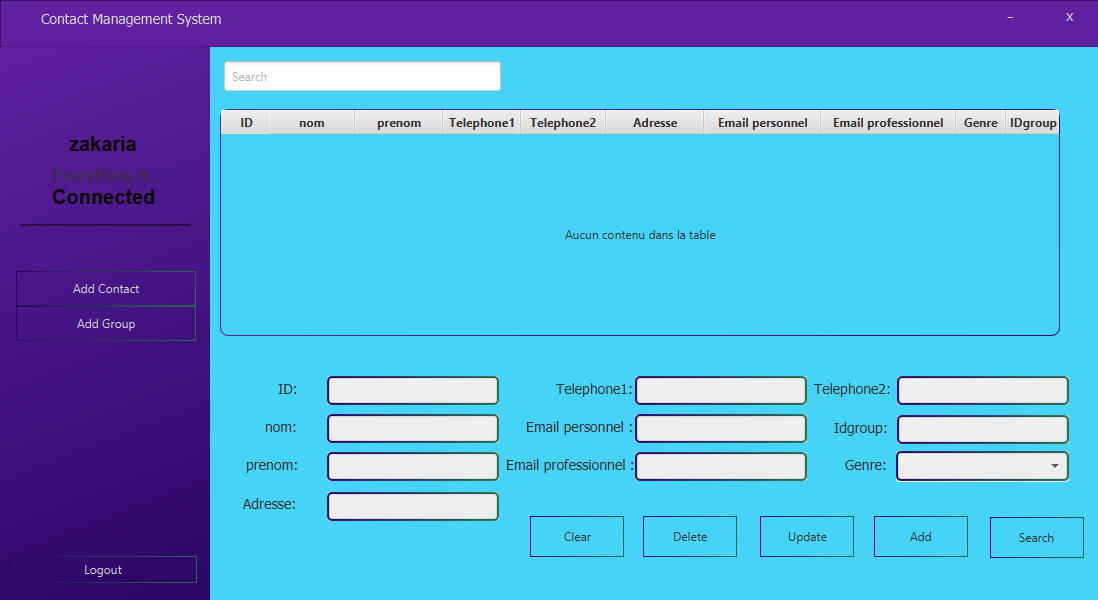 Contact Management System
– X
zakaria
Everything is..
Connected
Add Contact
Add Group
Logout
Search
ID nom prenom Telephone1 Telephone2 Adresse Email personnel Email professionnel Genre IDgroup
Aucun contenu dans la table
ID: Telephone1: Telephone2:
nom: Email personnel : Idgroup:
prenom: Email professionnel : Genre:
Adresse:
Clear Delete Update Add Search